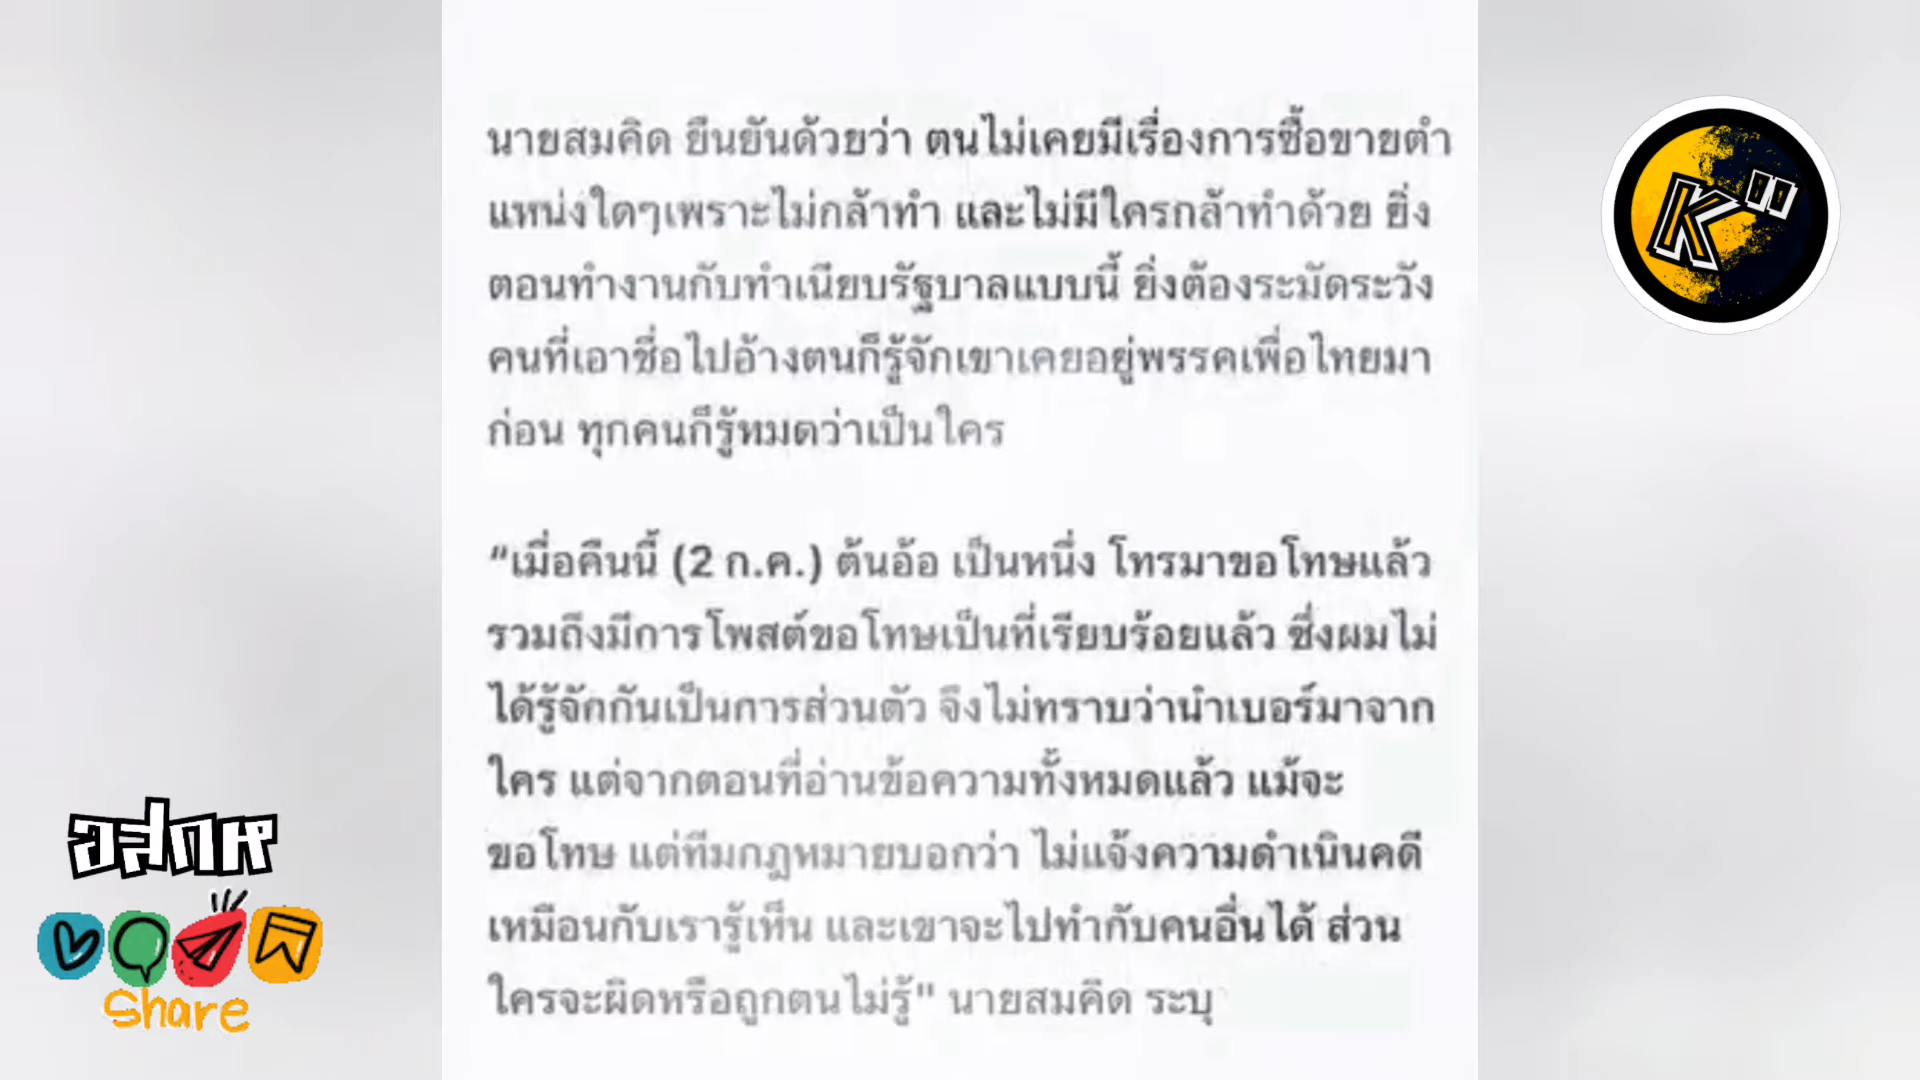 นายสมคิด ยืนยันด้วยว่า ตนไม่เคยมีเรื่องการซื้อขายตำ
แหน่งใดๆเพราะไม่กล้าทำ และไม่มีใครกล้าทำด้วย ยิ่ง
ตอนทำงานกับทำเนียบรัฐบาลแบบนี้ ยิ่งต้องระมัดระวัง
คนที่เอาชื่อไปอ้างตนก็รู้จักเขาเคยอยู่พรรคเพื่อไทยมา
ก่อน ทุกคนก็รู้หมดว่าเป็นใคร
“เมื่อคืนนี้ (2 ก.ค.) ต้นอ้อ เป็นหนึ่ง โทรมาขอโทษแล้ว
รวมถึงมีการโพสต์ขอโทษเป็นที่เรียบร้อยแล้ว ซึ่งผมไม่
ได้รู้จักกันเป็นการส่วนตัว จึงไม่ทราบว่านำเบอร์มาจาก
ใคร แต่จากตอนที่อ่านข้อความทั้งหมดแล้ว แม้จะ
ขอโทษ แต่ทีมกฎหมายบอกว่า ไม่แจ้งความดำเนินคดี
เหมือนกับเรารู้เห็น และเขาจะไปทำกับคนอื่นได้ ส่วน
ใครจะผิดหรือถูกตนไม่รู้" นายสมคิด ระบุ
K"
อสกห
Share